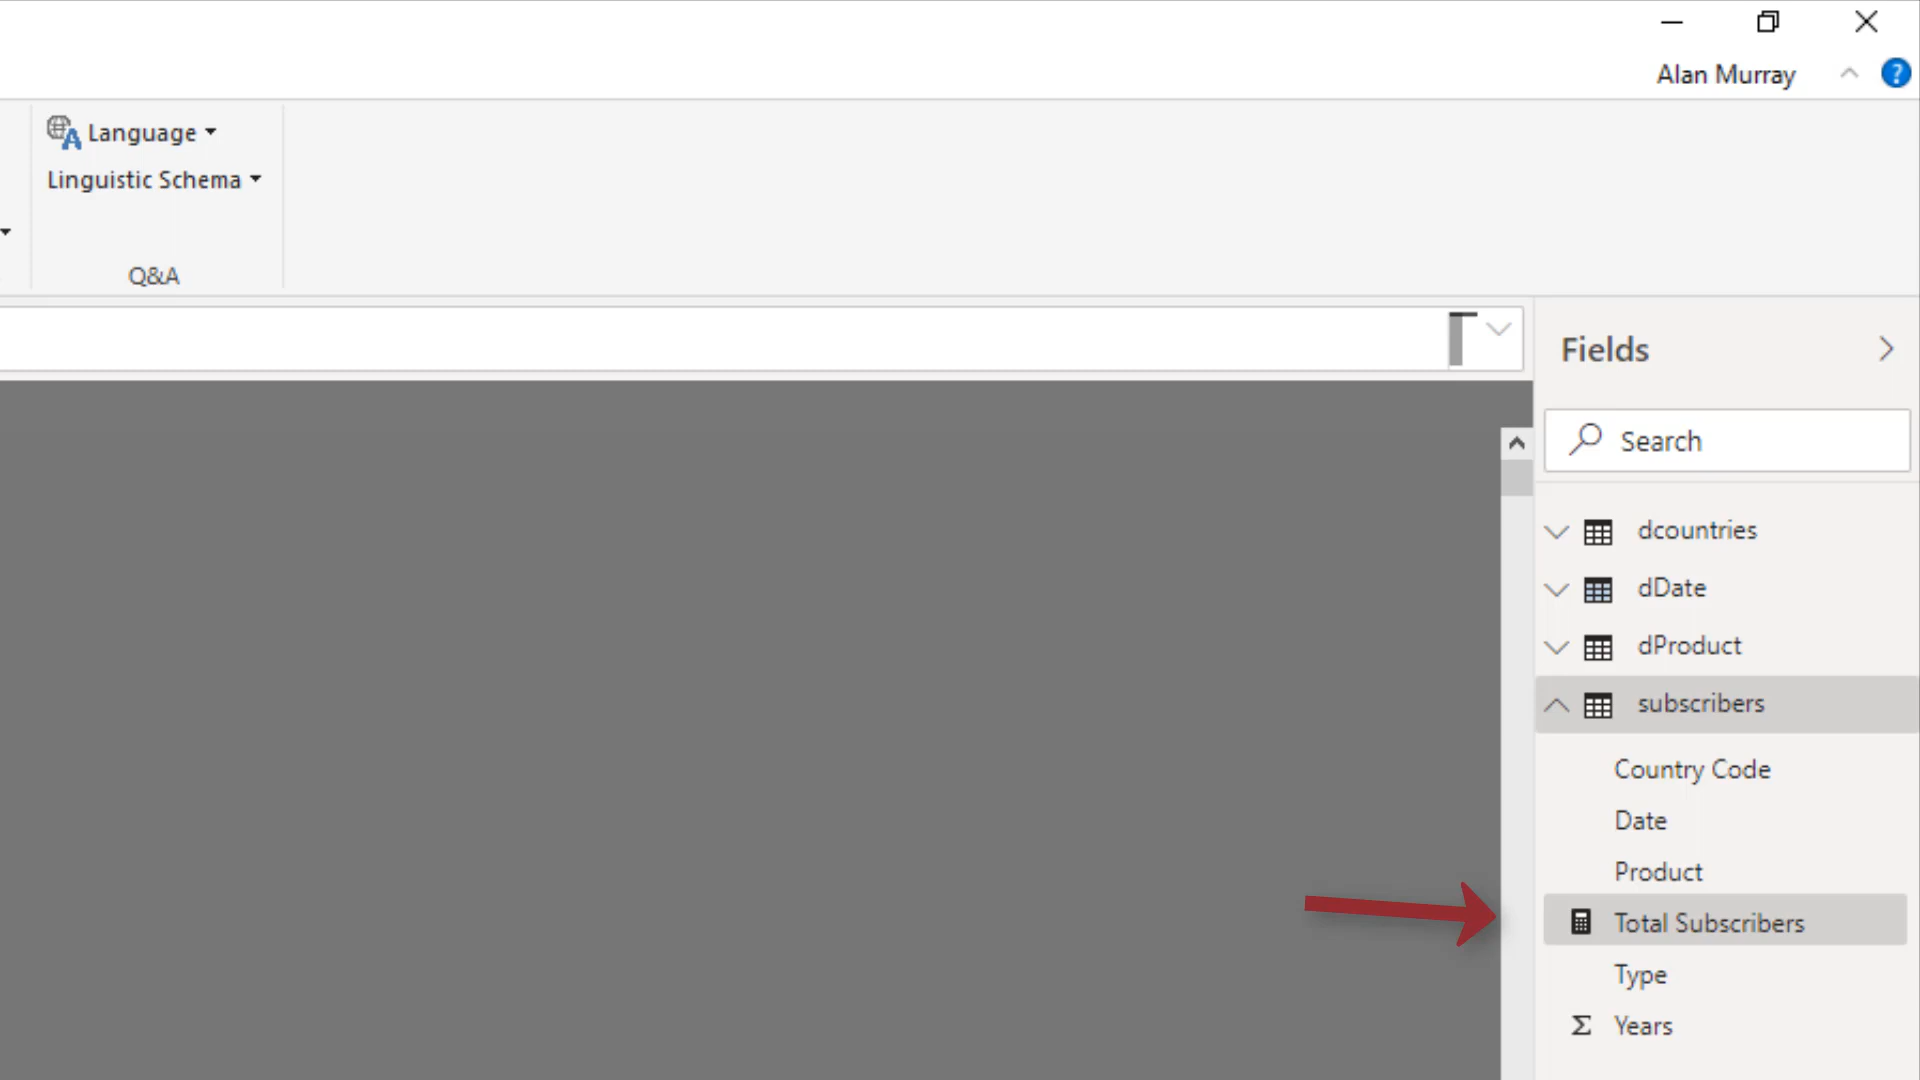 Alan Murray
?
Language
Linguistic Schema
Q&A
Fields
Search
dcountries
dDate
dProduct
subscribers
Country Code
Date
Product
Total Subscribers
Type
Σ Years